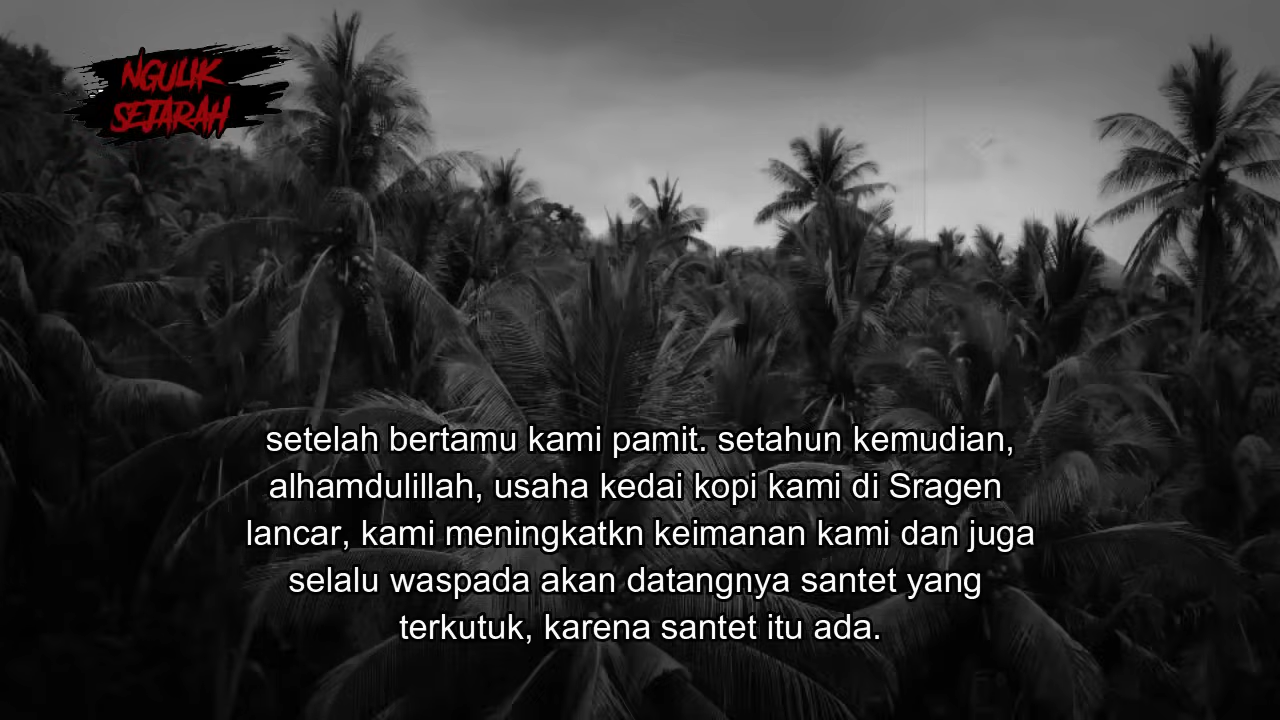 NGULIK
SEJARAH
setelah bertamu kami pamit. setahun kemudian,
alhamdulillah, usaha kedai kopi kami di Sragen
lancar, kami meningkatkn keimanan kami dan juga
selalu waspada akan datangnya santet yang
terkutuk, karena santet itu ada.